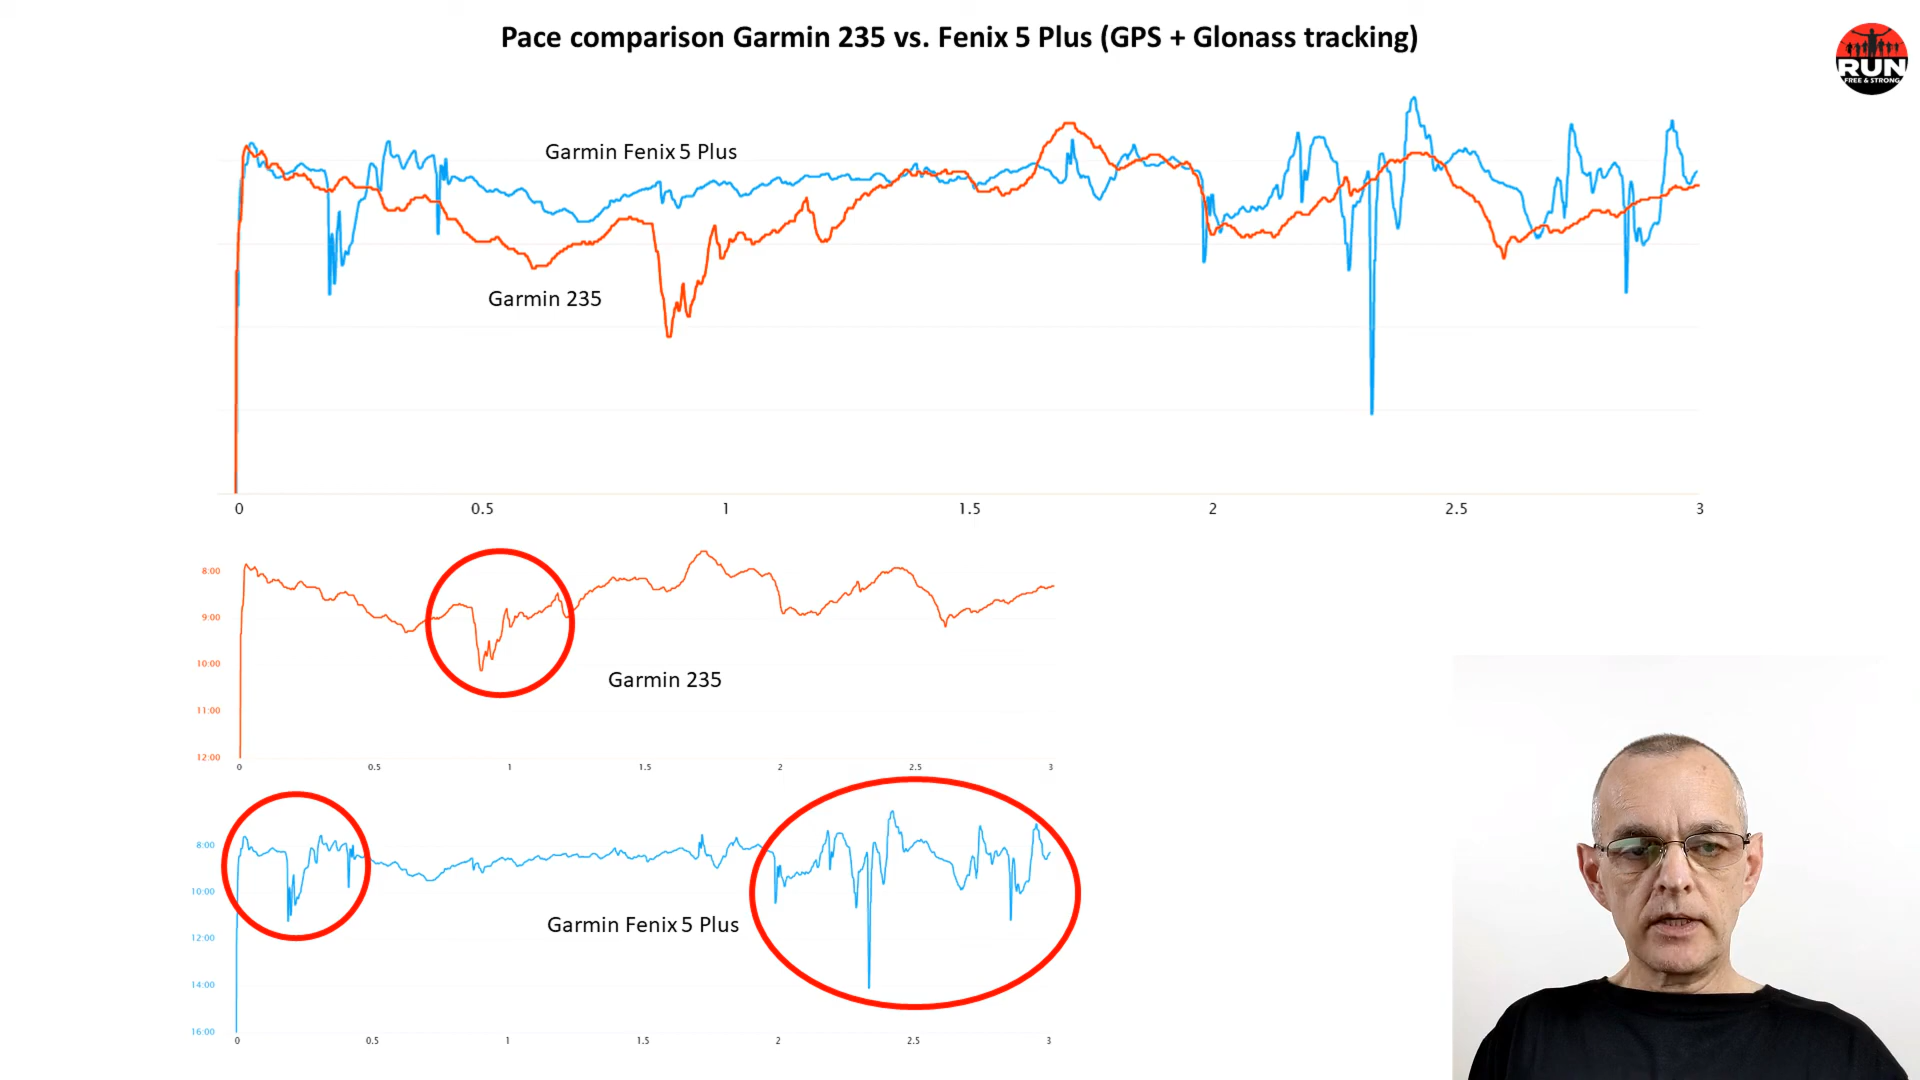 Pace comparison Garmin 235 vs. Fenix 5 Plus (GPS + Glonass tracking)
RUN
FREE & STRONG
Garmin Fenix 5 Plus
Garmin 235
0 0.5 1 1.5 2 2.5 3
8:00
9:00
10:00
Garmin 235
11:00
12:00
0 0.5 1 1.5 2 2.5 3
8:00
10:00
Garmin Fenix 5 Plus
12:00
14:00
16:00
0 0.5 1 1.5 2 2.5 3